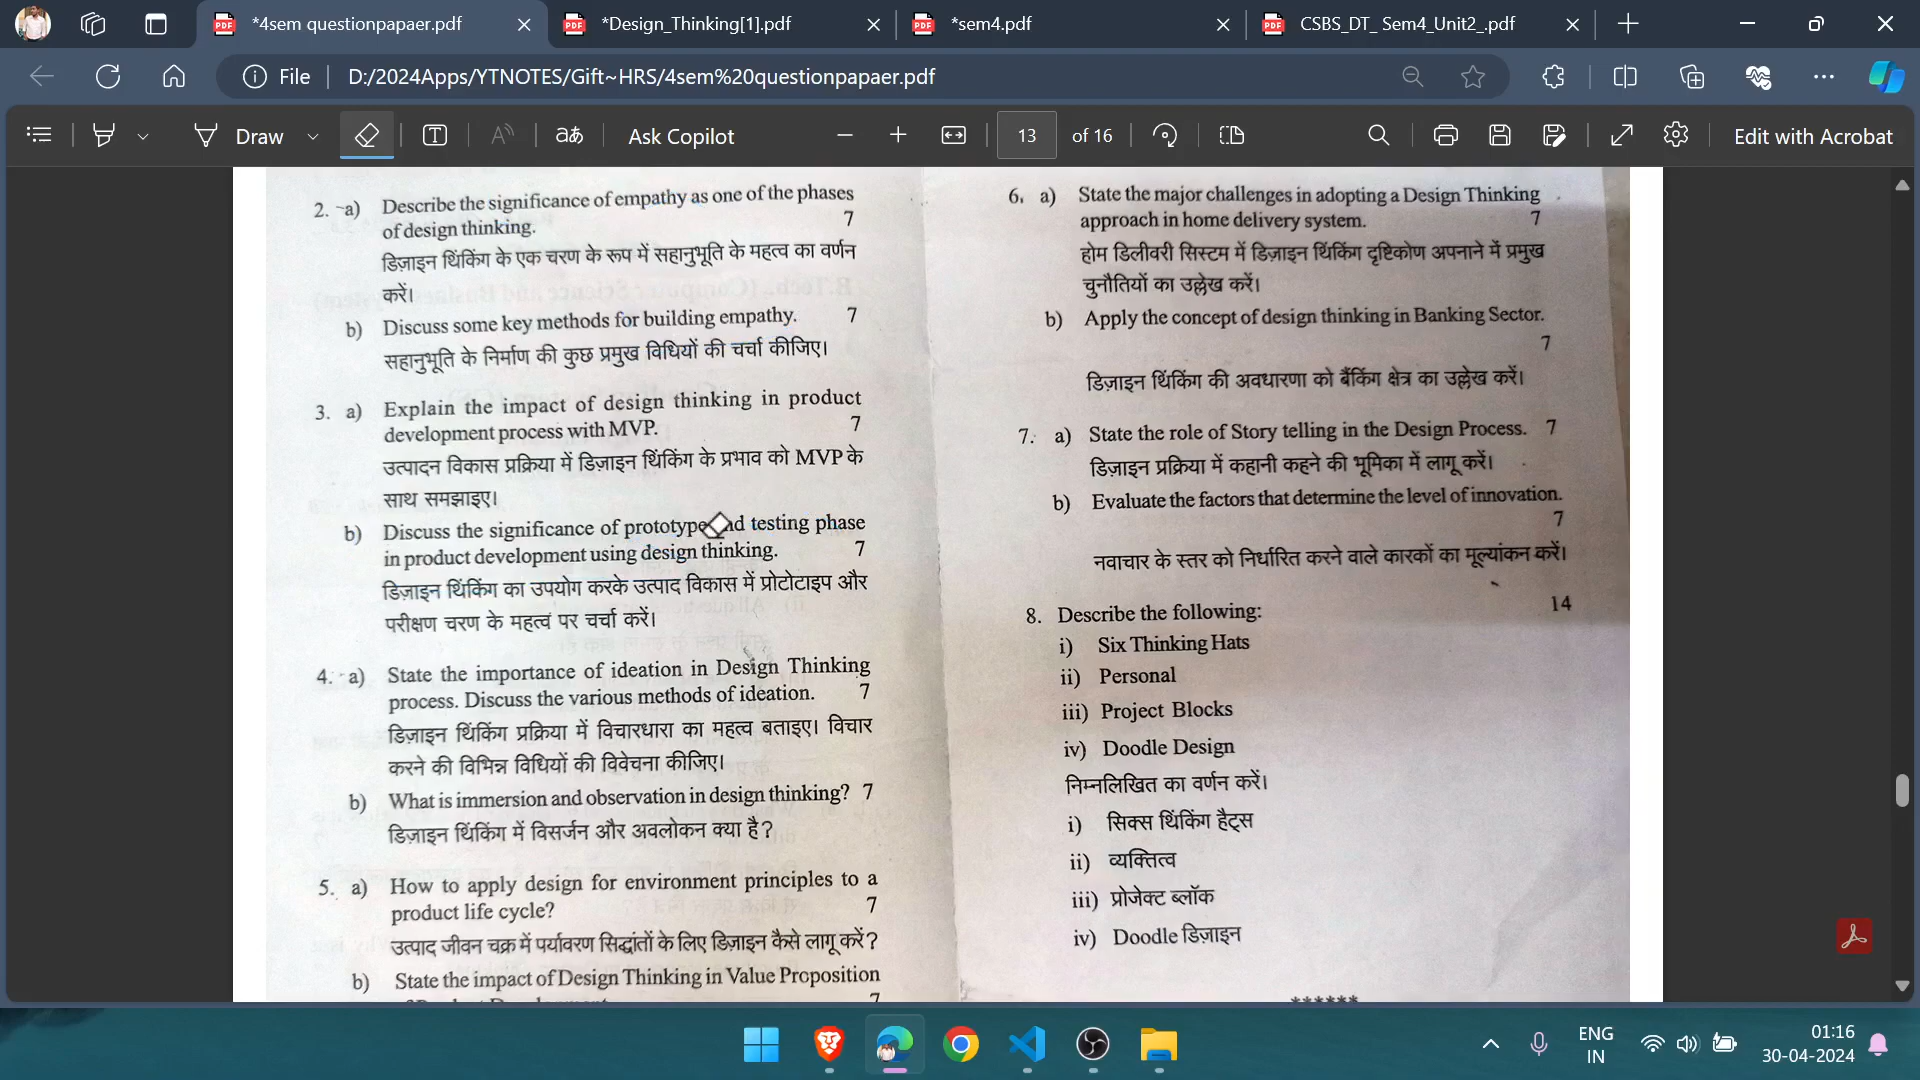 *4sem questionpapaer.pdf
*Design_Thinking[1].pdf
*sem4.pdf
CSBS_DT_ Sem4_Unit2_.pdf
File
D:/2024Apps/YTNOTES/Gift~HRS/4sem%20questionpapaer.pdf
Draw
Ask Copilot
13 of 16
Edit with Acrobat
2. a) Describe the significance of empathy as one of the phases
of design thinking. 7
डिज़ाइन थिंकिंग के एक चरण के रूप में सहानुभूति के महत्व का वर्णन
करें।
b) Discuss some key methods for building empathy. 7
सहानुभूति के निर्माण की कुछ प्रमुख विधियों की चर्चा कीजिए।
3. a) Explain the impact of design thinking in product
development process with MVP. 7
उत्पादन विकास प्रक्रिया में डिज़ाइन थिंकिंग के प्रभाव को MVP के
साथ समझाइए।
b) Discuss the significance of prototype and testing phase
in product development using design thinking. 7
डिज़ाइन थिंकिंग का उपयोग करके उत्पाद विकास में प्रोटोटाइप और
परीक्षण चरण के महत्व पर चर्चा करें।
4. a) State the importance of ideation in Design Thinking
process. Discuss the various methods of ideation. 7
डिज़ाइन थिंकिंग प्रक्रिया में विचारधारा का महत्व बताइए। विचार
करने की विभिन्न विधियों की विवेचना कीजिए।
b) What is immersion and observation in design thinking? 7
डिज़ाइन थिंकिंग में विसर्जन और अवलोकन क्या है?
5. a) How to apply design for environment principles to a
product life cycle? 7
उत्पाद जीवन चक्र में पर्यावरण सिद्धांतों के लिए डिज़ाइन कैसे लागू करें?
b) State the impact of Design Thinking in Value Proposition
6. a) State the major challenges in adopting a Design Thinking
approach in home delivery system. 7
होम डिलीवरी सिस्टम में डिज़ाइन थिंकिंग दृष्टिकोण अपनाने में प्रमुख
चुनौतियों का उल्लेख करें।
b) Apply the concept of design thinking in Banking Sector.
7
डिज़ाइन थिंकिंग की अवधारणा को बैंकिंग क्षेत्र का उल्लेख करें।
7. a) State the role of Story telling in the Design Process. 7
डिज़ाइन प्रक्रिया में कहानी कहने की भूमिका में लागू करें।
b) Evaluate the factors that determine the level of innovation.
7
नवाचार के स्तर को निर्धारित करने वाले कारकों का मूल्यांकन करें।
8. Describe the following: 14
i) Six Thinking Hats
ii) Personal
iii) Project Blocks
iv) Doodle Design
निम्नलिखित का वर्णन करें।
i) सिक्स थिंकिंग हैट्स
ii) व्यक्तित्व
iii) प्रोजेक्ट ब्लॉक
iv) Doodle डिज़ाइन
******
ENG
IN
01:16
30-04-2024